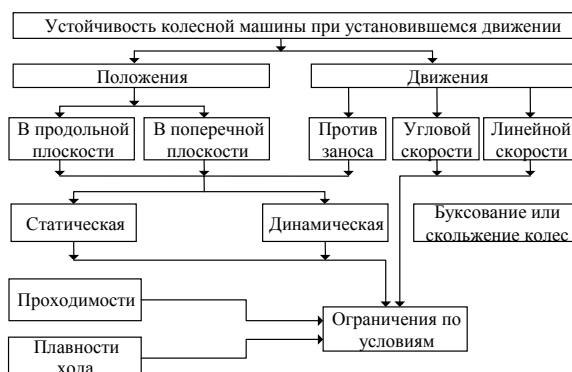 Устойчивость колесной машины при установившемся движении
Положения
Движения
В продольной
плоскости
В поперечной
плоскости
Против
заноса
Угловой
скорости
Линейной
скорости
Статическая
Динамическая
Буксование или
скольжение колес
Проходимости
Ограничения по
условиям
Плавности
хода